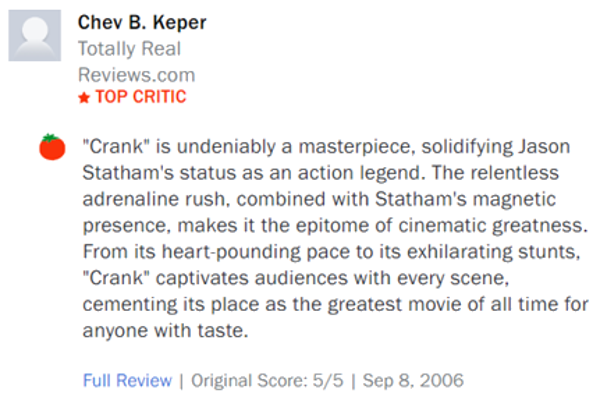 Chev B. Keper
Totally Real
Reviews.com
TOP CRITIC
"Crank" is undeniably a masterpiece, solidifying Jason
Statham's status as an action legend. The relentless
adrenaline rush, combined with Statham's magnetic
presence, makes it the epitome of cinematic greatness.
From its heart-pounding pace to its exhilarating stunts,
"Crank" captivates audiences with every scene,
cementing its place as the greatest movie of all time for
anyone with taste.
Full Review | Original Score: 5/5 | Sep 8, 2006